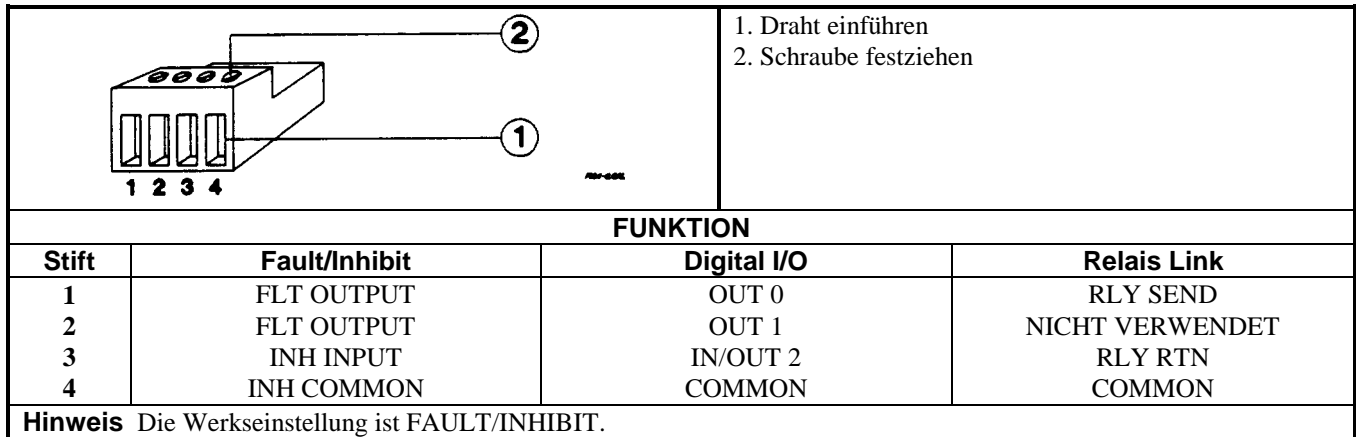 2
1
1 2 3 4
1. Draht einführen
2. Schraube festziehen
FUNKTION
Stift Fault/Inhibit Digital I/O Relais Link
1 FLT OUTPUT OUT 0 RLY SEND
2 FLT OUTPUT OUT 1 NICHT VERWENDET
3 INH INPUT IN/OUT 2 RLY RTN
4 INH COMMON COMMON COMMON
Hinweis Die Werkseinstellung ist FAULT/INHIBIT.